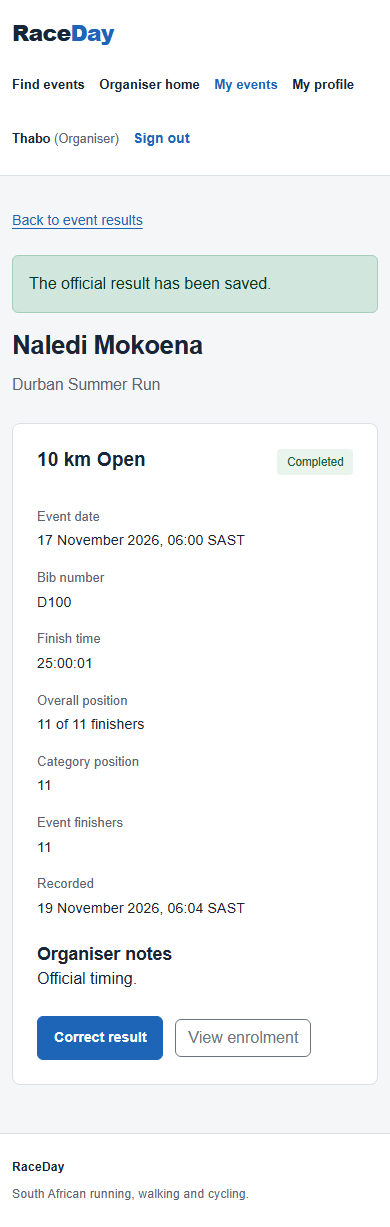 RaceDay
Find events Organiser home My events My profile
Thabo (Organiser) Sign out
Back to event results
The official result has been saved.
Naledi Mokoena
Durban Summer Run
10 km Open Completed
Event date
17 November 2026, 06:00 SAST
Bib number
D100
Finish time
25:00:01
Overall position
11 of 11 finishers
Category position
11
Event finishers
11
Recorded
19 November 2026, 06:04 SAST
Organiser notes
Official timing.
Correct result View enrolment
RaceDay
South African running, walking and cycling.